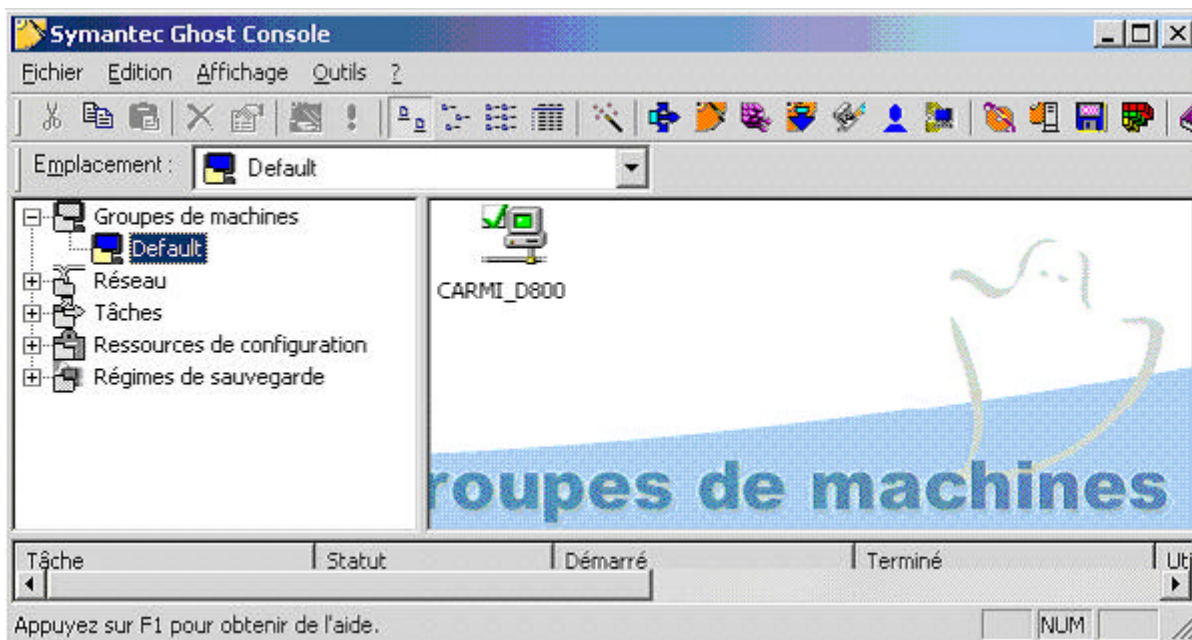 Symantec Ghost Console
Fichier Edition Affichage Outils ?
Emplacement : Default
Groupes de machines
Default
Réseau
Tâches
Ressources de configuration
Régimes de sauvegarde
CARMI_D800
roupes de machines
Tâche Statut Démarré Terminé Uti
Appuyez sur F1 pour obtenir de l'aide.
NUM